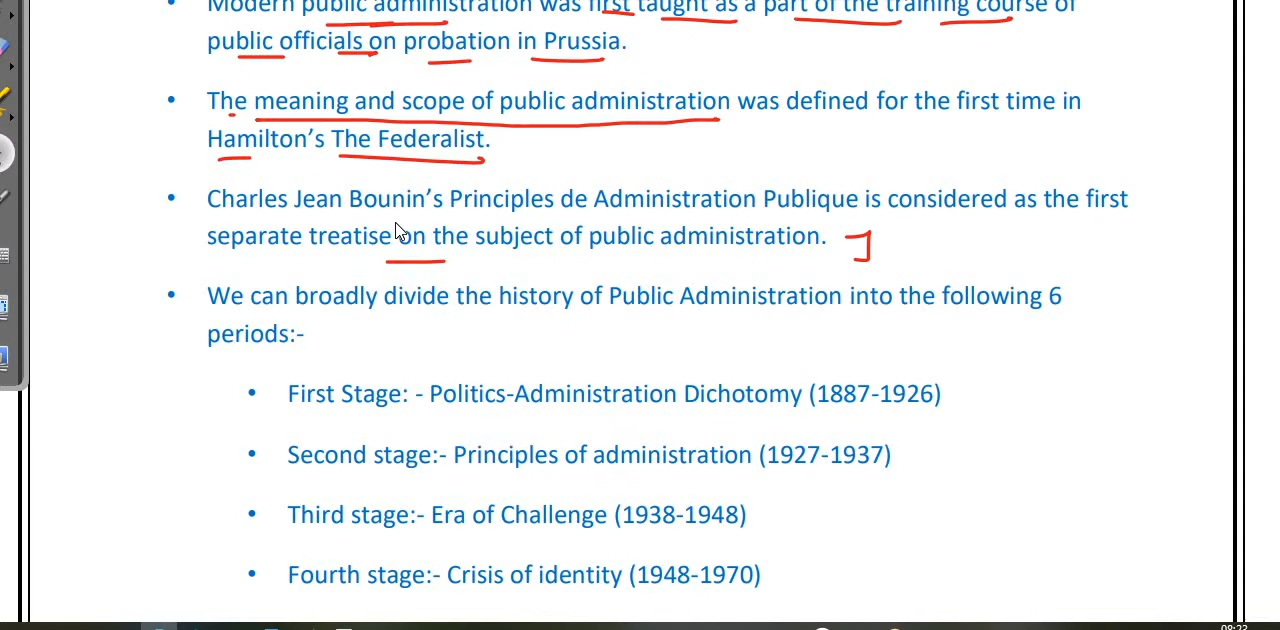 Modern public administration was first taught as a part of the training course of
public officials on probation in Prussia.
• The meaning and scope of public administration was defined for the first time in
Hamilton's The Federalist.
• Charles Jean Bounin's Principles de Administration Publique is considered as the first
separate treatise on the subject of public administration.
• We can broadly divide the history of Public Administration into the following 6
periods:-
• First Stage: - Politics-Administration Dichotomy (1887-1926)
• Second stage:- Principles of administration (1927-1937)
• Third stage:- Era of Challenge (1938-1948)
• Fourth stage:- Crisis of identity (1948-1970)